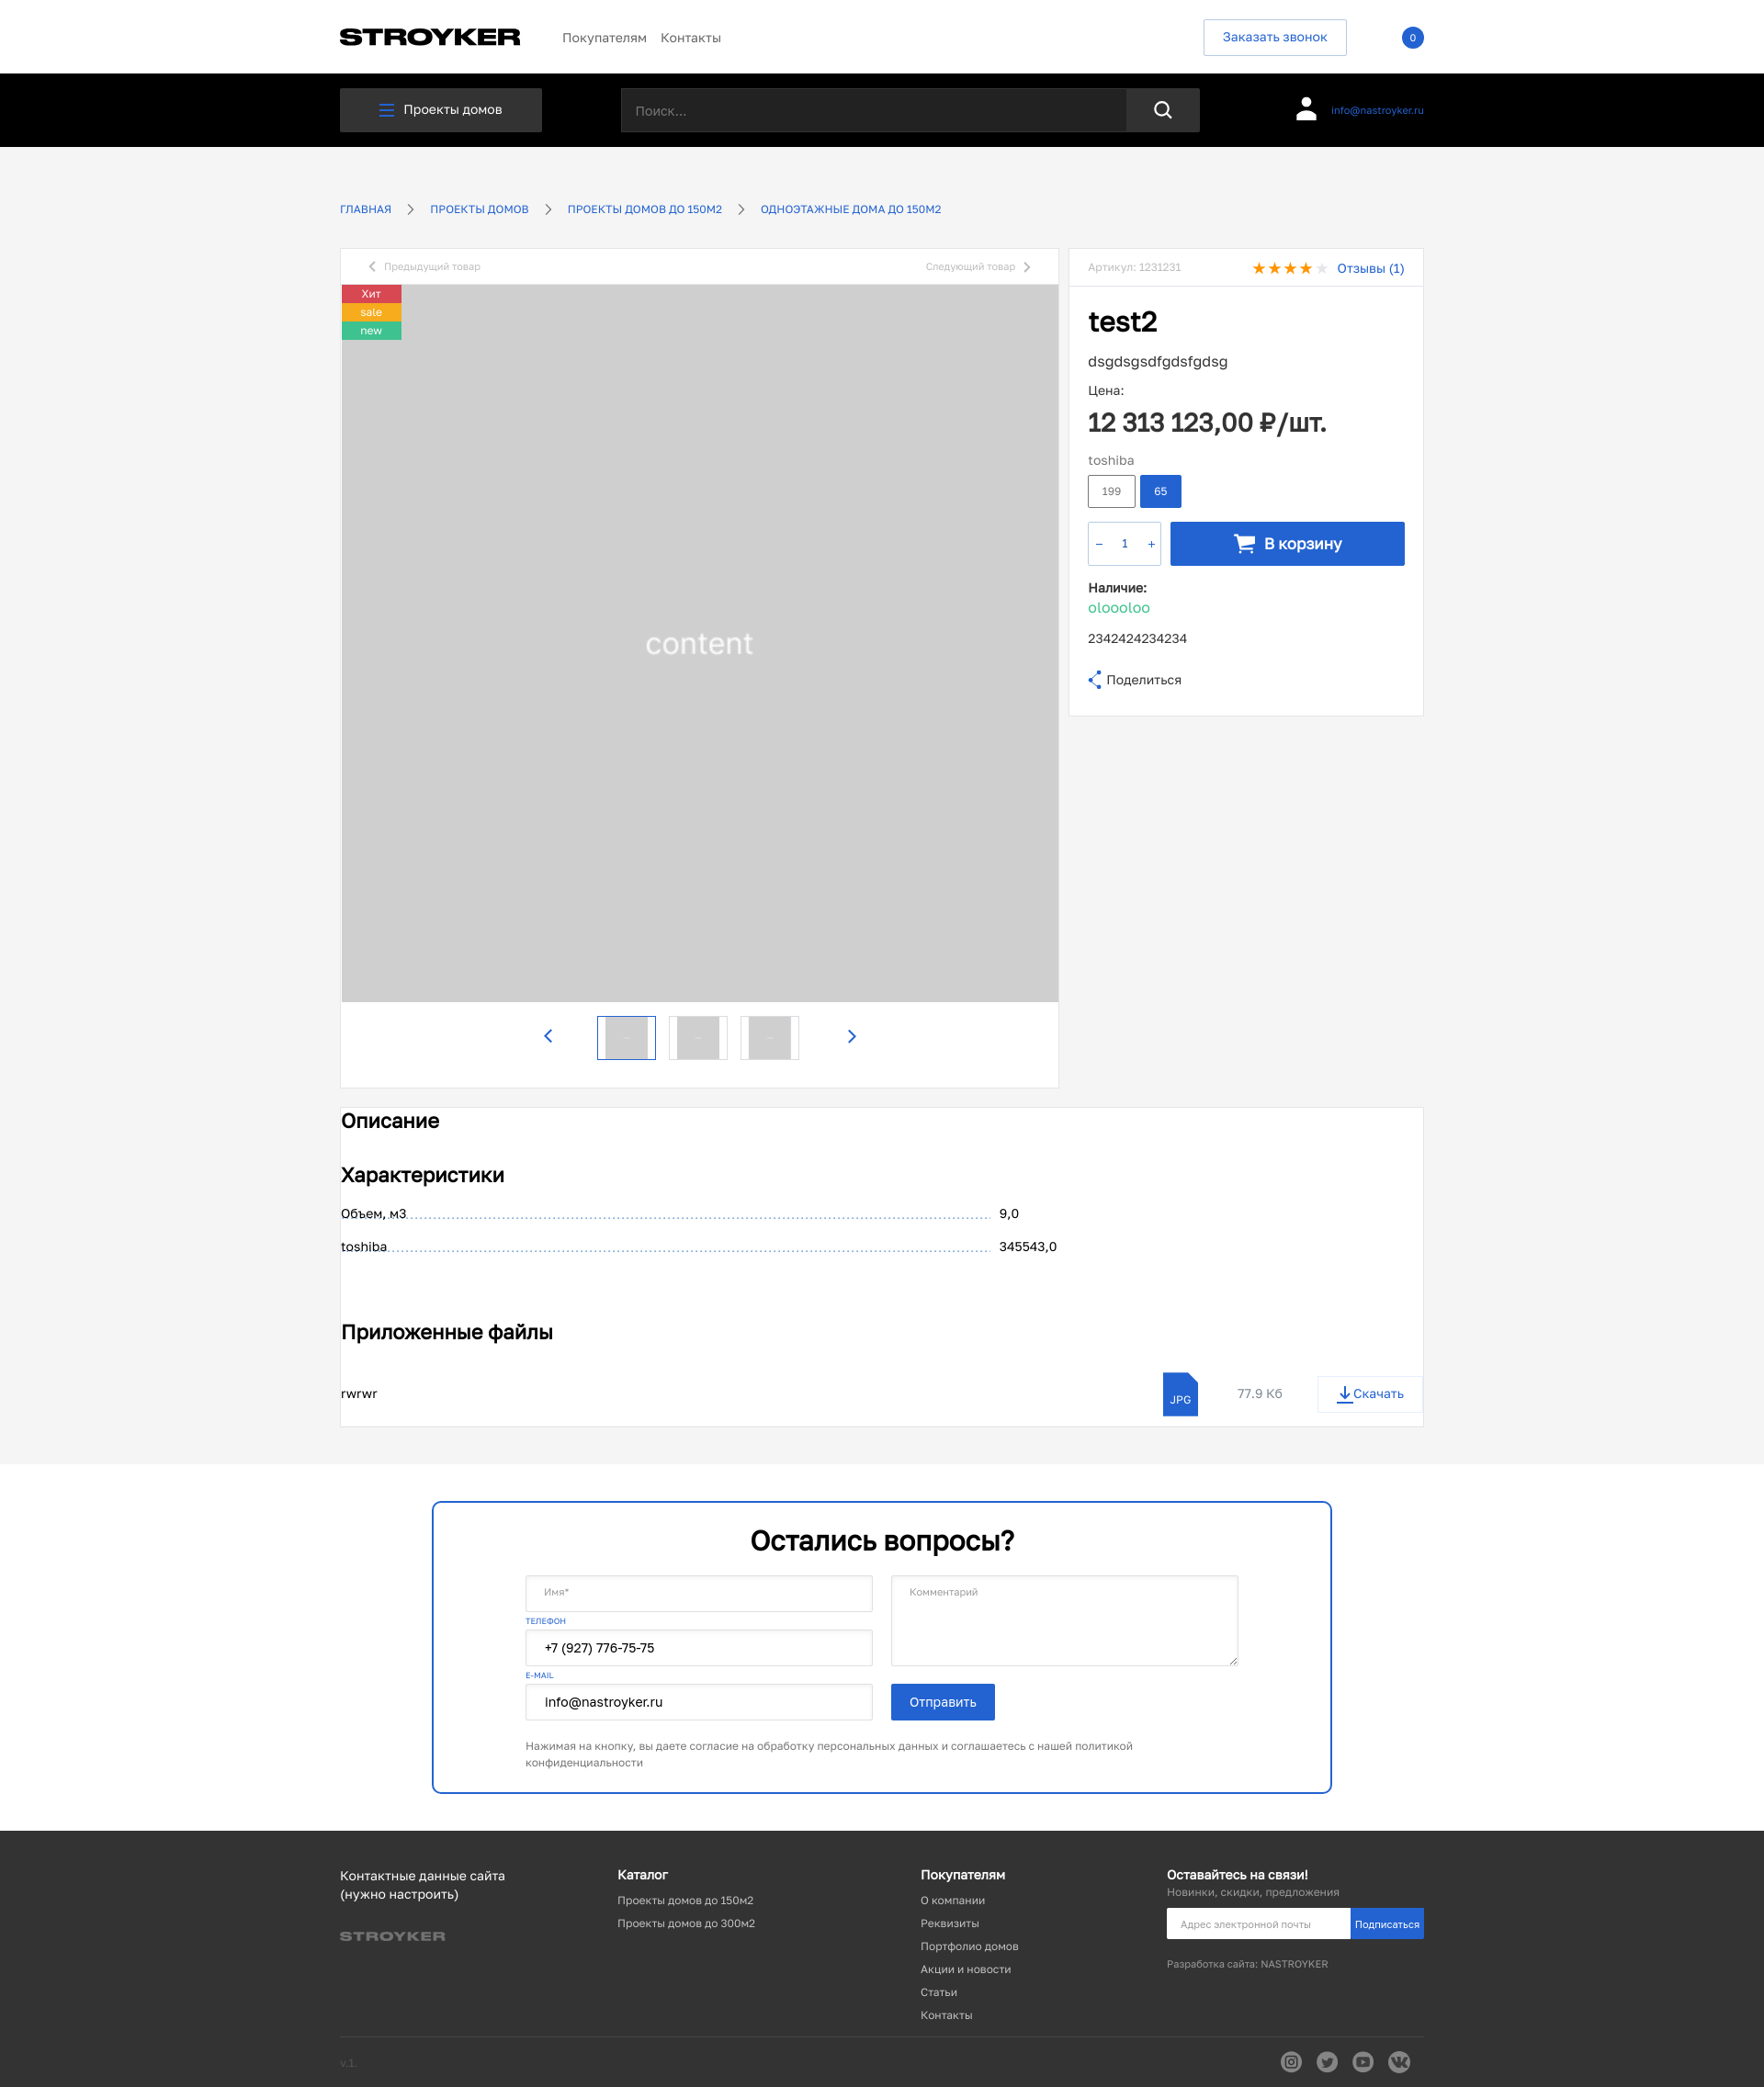 STROYKER
Покупателям Контакты
Заказать звонок
0
Проекты домов
Поиск...
info@nastroyker.ru
ГЛАВНАЯ
ПРОЕКТЫ ДОМОВ
ПРОЕКТЫ ДОМОВ ДО 150М2
ОДНОЭТАЖНЫЕ ДОМА ДО 150М2
Предыдущий товар
Следующий товар
Хит
sale
new
content
Артикул: 1231231
Отзывы (1)
test2
dsgdsgsdfgdsfgdsg
Цена:
12 313 123,00 ₽/шт.
toshiba
199
65
– 1 +
В корзину
Наличие:
oloooloo
2342424234234
Поделиться
Описание
Характеристики
Объем, м3 9,0
toshiba 345543,0
Приложенные файлы
rwrwr
JPG
77.9 Кб
Скачать
Остались вопросы?
Имя*
ТЕЛЕФОН
+7 (927) 776-75-75
E-MAIL
info@nastroyker.ru
Комментарий
Отправить
Нажимая на кнопку, вы даете согласие на обработку персональных данных и соглашаетесь с нашей политикой
конфиденциальности
Контактные данные сайта
(нужно настроить)
STROYKER
Каталог
Проекты домов до 150м2
Проекты домов до 300м2
Покупателям
О компании
Реквизиты
Портфолио домов
Акции и новости
Статьи
Контакты
Оставайтесь на связи!
Новинки, скидки, предложения
Адрес электронной почты
Подписаться
Разработка сайта: NASTROYKER
v.1.